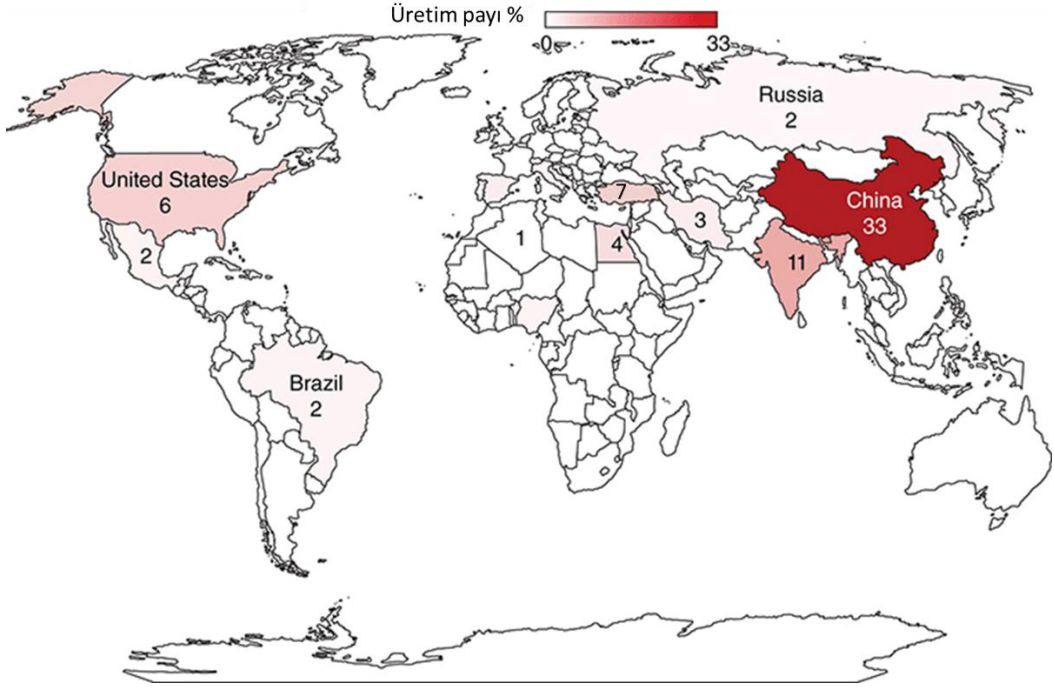 Üretim payı %
0
33
Russia
2
United States
6
7
China
33
3
2
1
4
11
Brazil
2